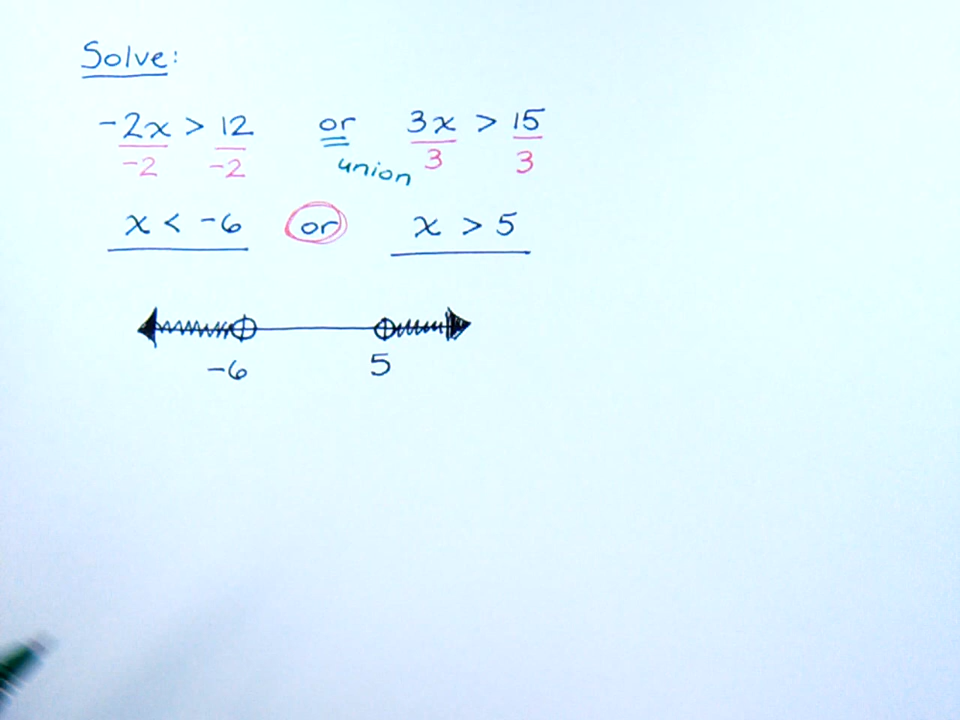 Solve:
-2x > 12 or 3x > 15
-2 -2 union 3 3
x < -6 or x > 5
-6 5